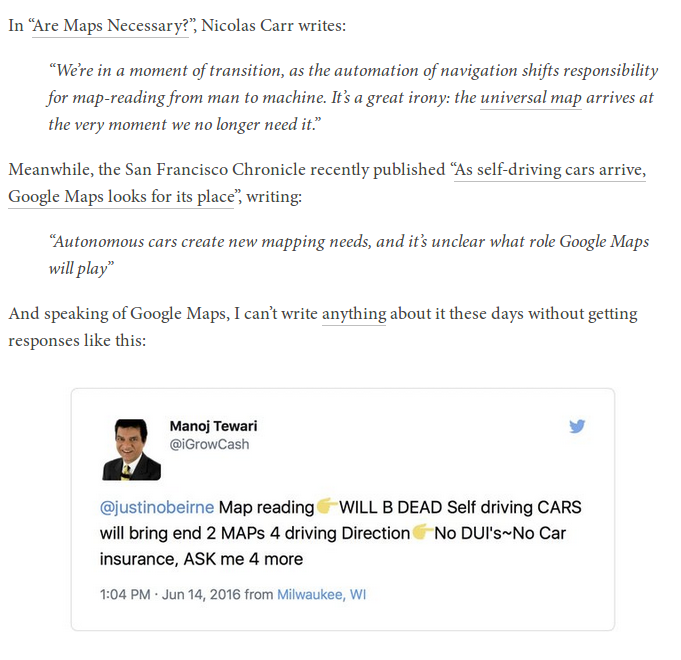 In “Are Maps Necessary?”, Nicolas Carr writes:
“We’re in a moment of transition, as the automation of navigation shifts responsibility
for map-reading from man to machine. It’s a great irony: the universal map arrives at
the very moment we no longer need it.”
Meanwhile, the San Francisco Chronicle recently published “As self-driving cars arrive,
Google Maps looks for its place”, writing:
“Autonomous cars create new mapping needs, and it’s unclear what role Google Maps
will play”
And speaking of Google Maps, I can’t write anything about it these days without getting
responses like this:
Manoj Tewari
@iGrowCash
@justinobeirne Map reading👉WILL B DEAD Self driving CARS
will bring end 2 MAPs 4 driving Direction👉No DUI's~No Car
insurance, ASK me 4 more
1:04 PM · Jun 14, 2016 from Milwaukee, WI